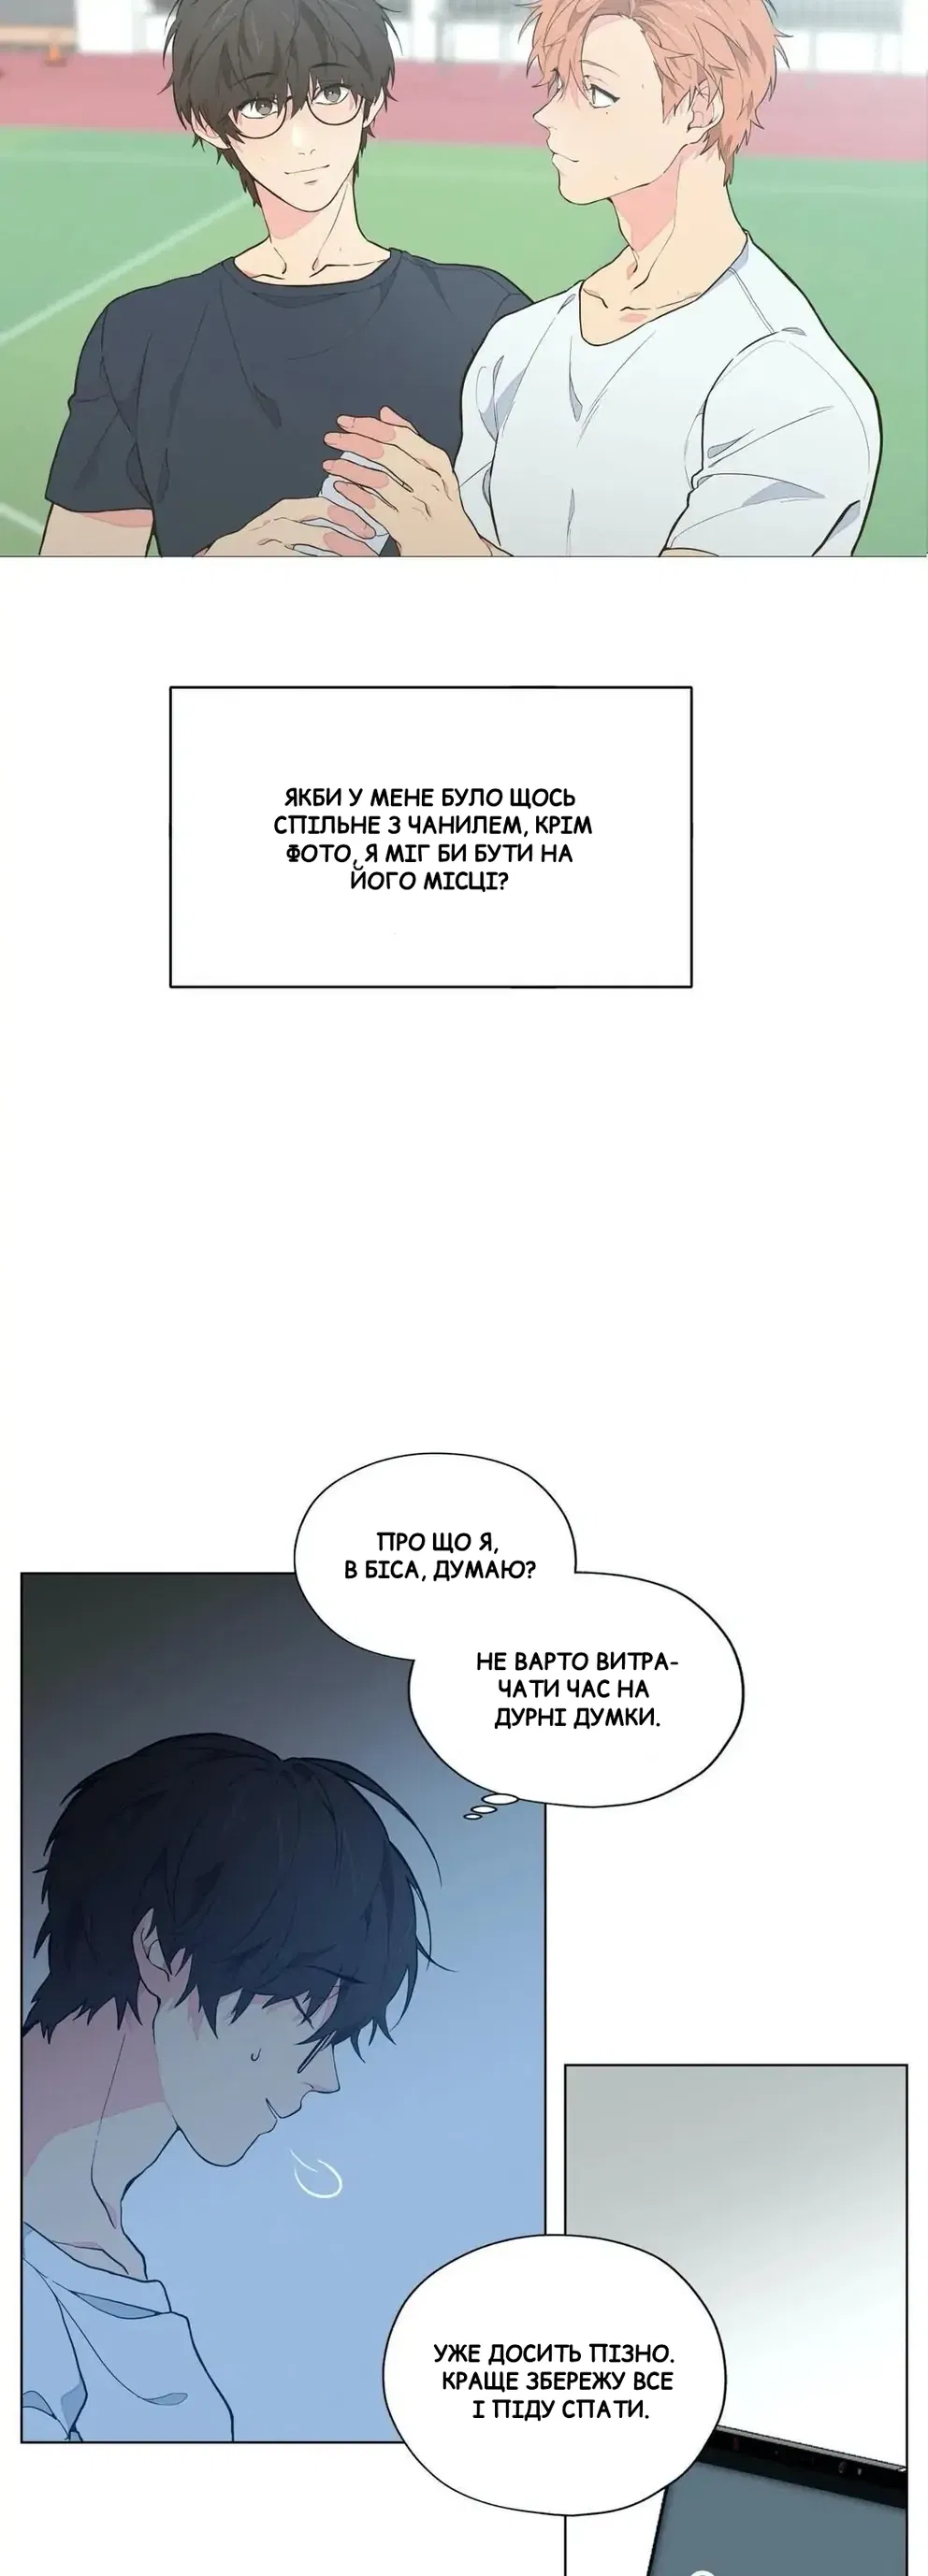 ЯКБИ У МЕНЕ БУЛО ЩОСЬ
СПІЛЬНЕ З ЧАНИЛЕМ, КРІМ
ФОТО, Я МІГ БИ БУТИ НА
ЙОГО МІСЦІ?
ПРО ЩО Я,
В БІСА, ДУМАЮ?
НЕ ВАРТО ВИТРА-
ЧАТИ ЧАС НА
ДУРНІ ДУМКИ.
УЖЕ ДОСИТЬ ПІЗНО.
КРАЩЕ ЗБЕРЕЖУ ВСЕ
І ПІДУ СПАТИ.